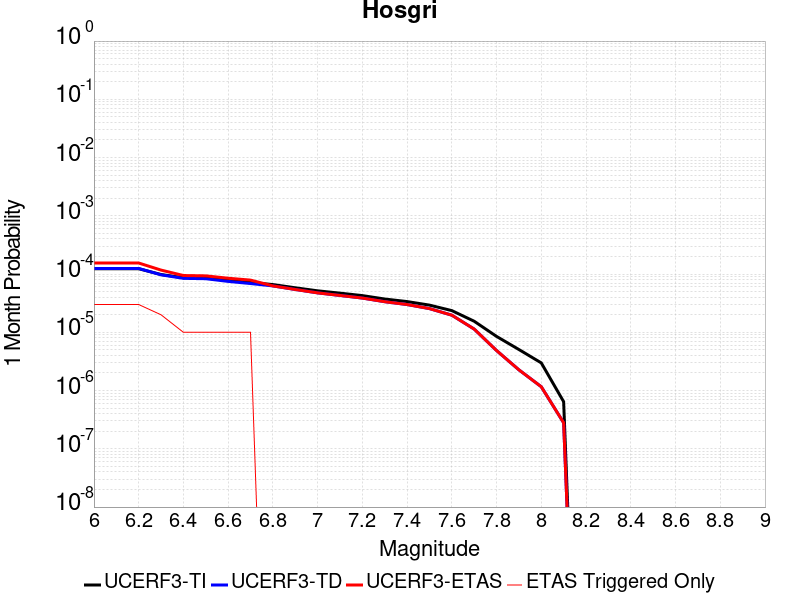 Hosgri
10^0
10^-1
10^-2
10^-3
10^-4
10^-5
10^-6
10^-7
10^-8
1 Month Probability
6 6.2 6.4 6.6 6.8 7 7.2 7.4 7.6 7.8 8 8.2 8.4 8.6 8.8 9
Magnitude
UCERF3-TI UCERF3-TD UCERF3-ETAS ETAS Triggered Only